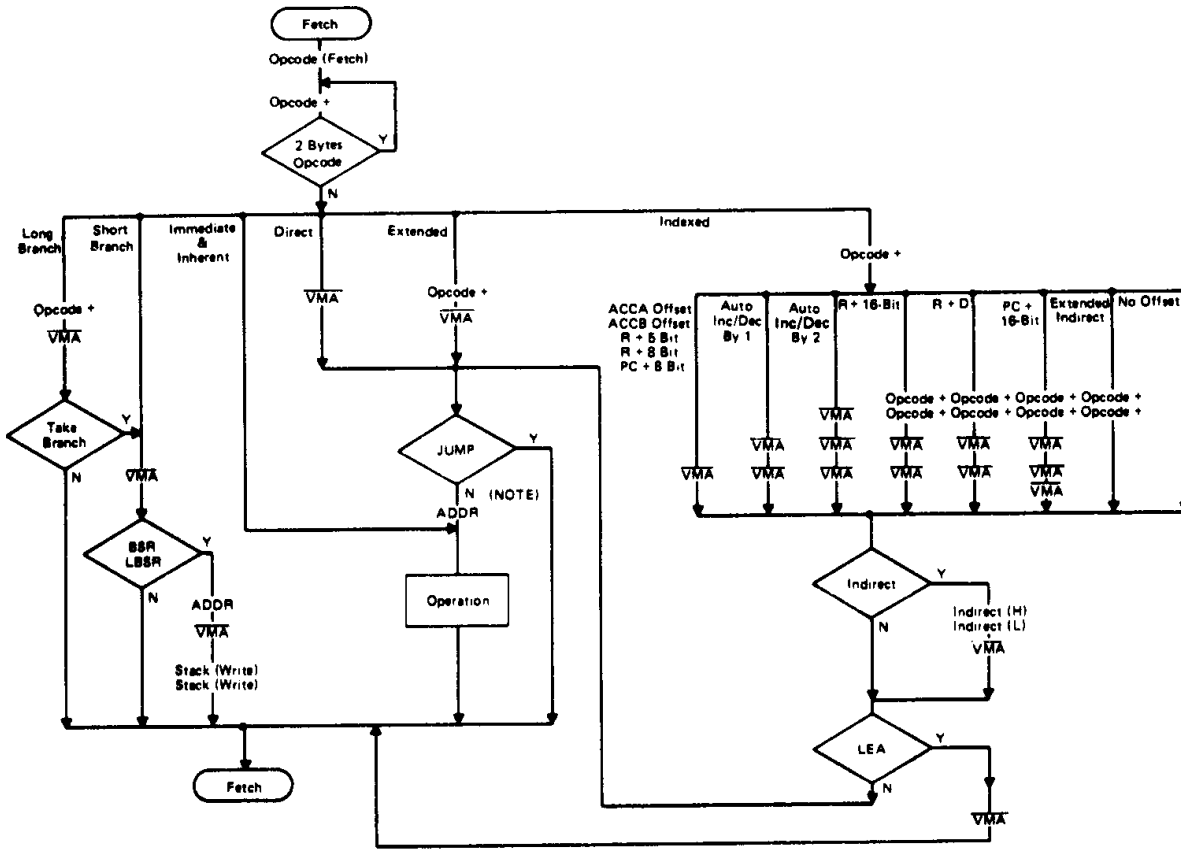 Fetch
Opcode (Fetch)
Opcode +
2 Bytes
Opcode
Y
N
Long
Branch
Short
Branch
Immediate
&
Inherent
Direct
Extended
Indexed
Opcode +
VMA
VMA
Opcode +
VMA
Opcode +
ACCA Offset
ACCB Offset
R + 5 Bit
R + 8 Bit
PC + 8 Bit
Auto
Inc/Dec
By 1
Auto
Inc/Dec
By 2
R + 16-Bit
R + D
PC +
16-Bit
Extended
Indirect
No Offset
Opcode + Opcode + Opcode + Opcode +
Opcode + Opcode + Opcode + Opcode +
VMA
VMA VMA VMA VMA VMA
VMA VMA VMA VMA VMA VMA
VMA
Take
Branch
Y
N
VMA
BSR
LBSR
Y
N
ADDR
VMA
Stack (Write)
Stack (Write)
JUMP
Y
N
(NOTE)
ADDR
Operation
Indirect
Y
N
Indirect (H)
Indirect (L)
VMA
LEA
Y
N
VMA
Fetch